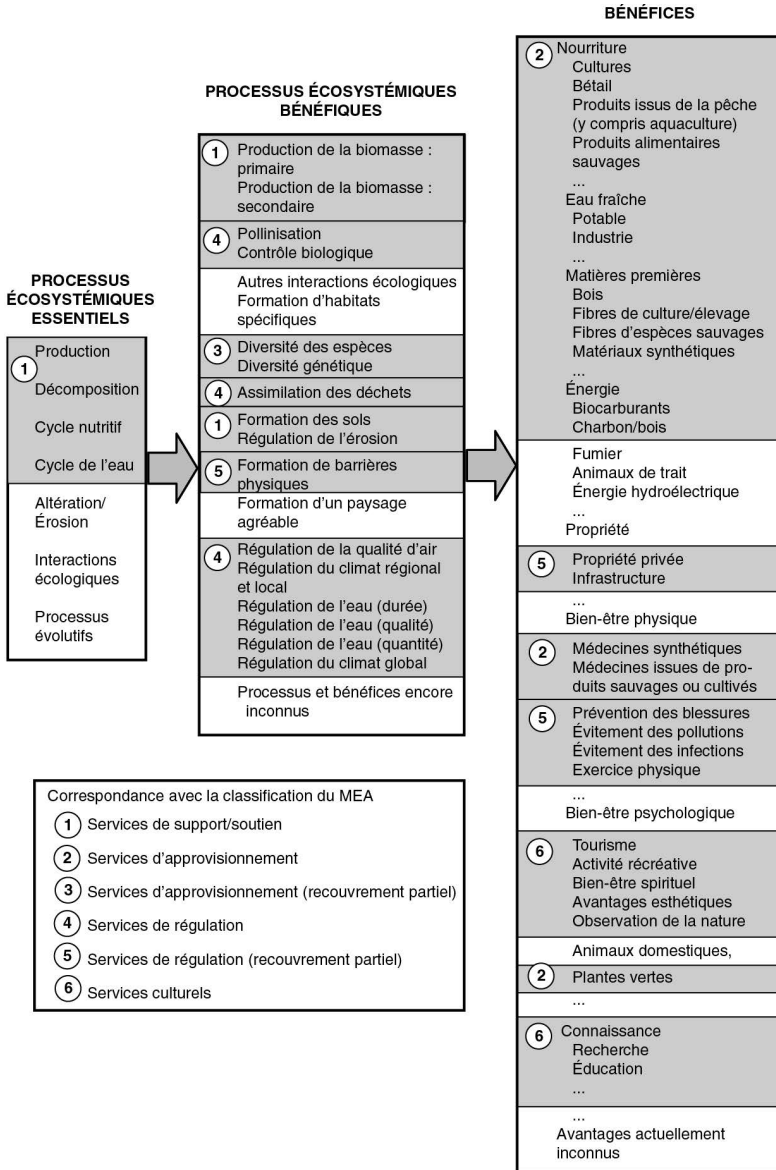 PROCESSUS
ÉCOSYSTÉMIQUES
ESSENTIELS
1
Production
Décomposition
Cycle nutritif
Cycle de l'eau
Altération/
Érosion
Interactions
écologiques
Processus
évolutifs
PROCESSUS ÉCOSYSTÉMIQUES
BÉNÉFIQUES
1 Production de la biomasse :
primaire
Production de la biomasse :
secondaire
4 Pollinisation
Contrôle biologique
Autres interactions écologiques
Formation d'habitats
spécifiques
3 Diversité des espèces
Diversité génétique
4 Assimilation des déchets
1 Formation des sols
Régulation de l'érosion
5 Formation de barrières
physiques
Formation d'un paysage
agréable
4 Régulation de la qualité d'air
Régulation du climat régional
et local
Régulation de l'eau (durée)
Régulation de l'eau (qualité)
Régulation de l'eau (quantité)
Régulation du climat global
Processus et bénéfices encore
inconnus
BÉNÉFICES
2 Nourriture
Cultures
Bétail
Produits issus de la pêche
(y compris aquaculture)
Produits alimentaires
sauvages
...
Eau fraîche
Potable
Industrie
...
Matières premières
Bois
Fibres de culture/élevage
Fibres d'espèces sauvages
Matériaux synthétiques
...
Énergie
Biocarburants
Charbon/bois
Fumier
Animaux de trait
Énergie hydroélectrique
...
Propriété
5 Propriété privée
Infrastructure
...
Bien-être physique
2 Médecines synthétiques
Médecines issues de pro-
duits sauvages ou cultivés
5 Prévention des blessures
Évitement des pollutions
Évitement des infections
Exercice physique
...
Bien-être psychologique
6 Tourisme
Activité récréative
Bien-être spirituel
Avantages esthétiques
Observation de la nature
Animaux domestiques,
2 Plantes vertes
...
6 Connaissance
Recherche
Éducation
...
...
Avantages actuellement
inconnus
Correspondance avec la classification du MEA
1 Services de support/soutien
2 Services d'approvisionnement
3 Services d'approvisionnement (recouvrement partiel)
4 Services de régulation
5 Services de régulation (recouvrement partiel)
6 Services culturels